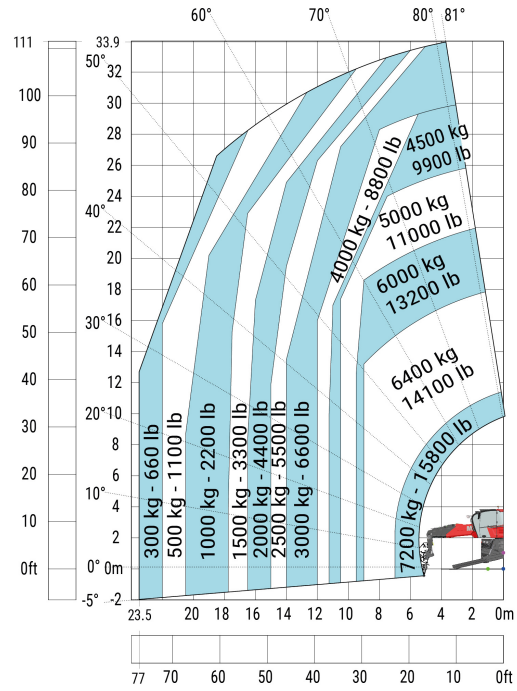 60°
70°
80°
81°
111
33.9
50°
32
100
30
90
28
4500 kg
9900 lb
26
80
24
4000 kg - 8800 lb
5000 kg
11000 lb
40°
22
70
20
6000 kg
13200 lb
60
18
30°
16
50
14
6400 kg
14100 lb
40
12
20°
10
30
8
20
6
10°
4
10
2
0ft
0°
0m
-5°
-2
300 kg - 660 lb
500 kg - 1100 lb
1000 kg - 2200 lb
1500 kg - 3300 lb
2000 kg - 4400 lb
2500 kg - 5500 lb
3000 kg - 6600 lb
7200 kg - 15800 lb
23.5 20 18 16 14 12 10 8 6 4 2 0m
77 70 60 50 40 30 20 10 0ft